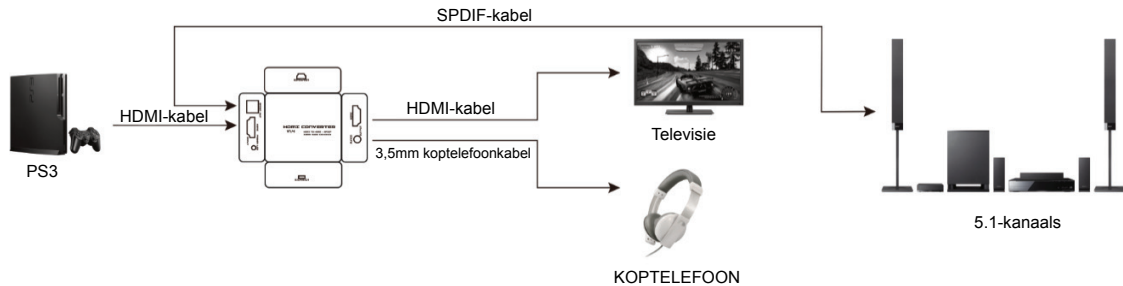 SPDIF-kabel
HDMI-kabel
HDMI CONVERTER
HDMI-kabel
3,5mm koptelefoonkabel
PS3
Televisie
5.1-kanaals
KOPTELEFOON